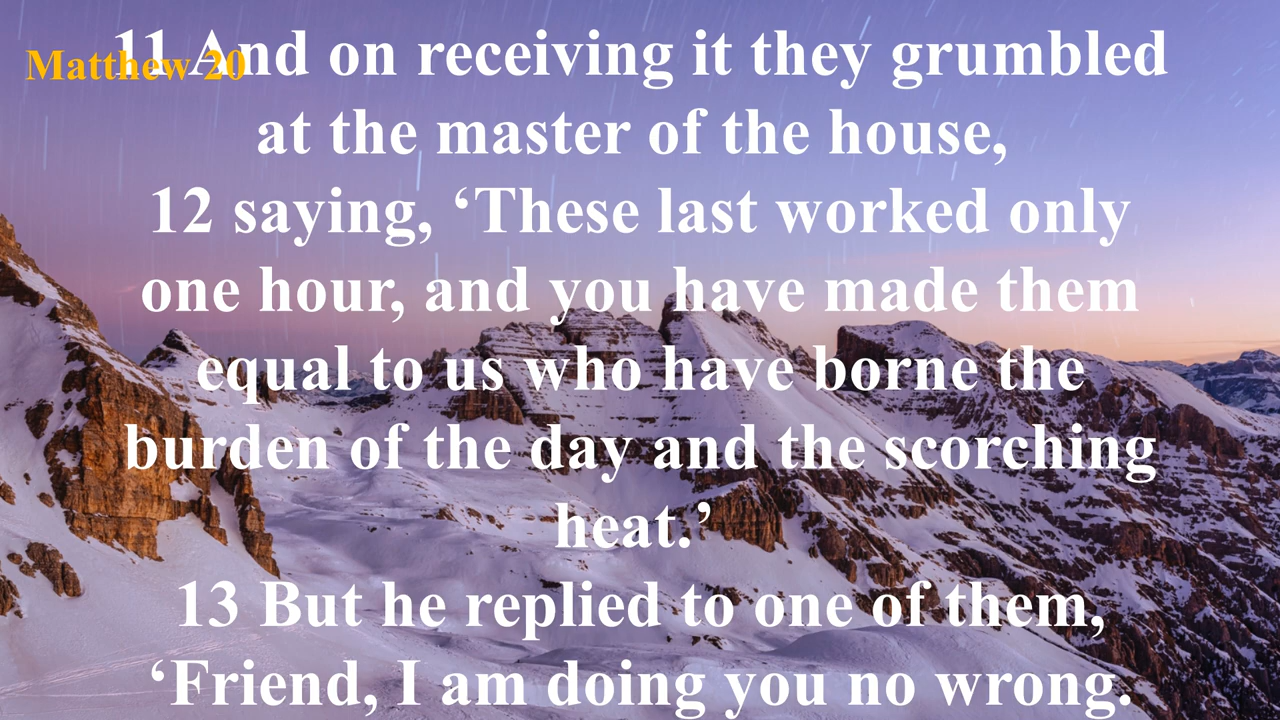 Matthew 20
11 And on receiving it they grumbled
at the master of the house,
12 saying, ‘These last worked only
one hour, and you have made them
equal to us who have borne the
burden of the day and the scorching
heat.’
13 But he replied to one of them,
‘Friend, I am doing you no wrong.